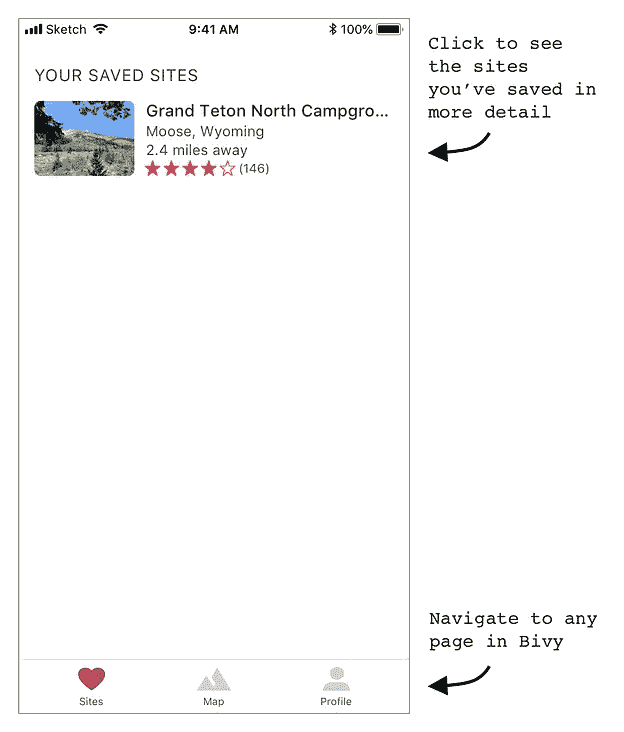 Sketch 9:41 AM 100%
YOUR SAVED SITES
Grand Teton North Campgro...
Moose, Wyoming
2.4 miles away
(146)
Click to see
the sites
you've saved in
more detail
Navigate to any
page in Bivy
Sites Map Profile